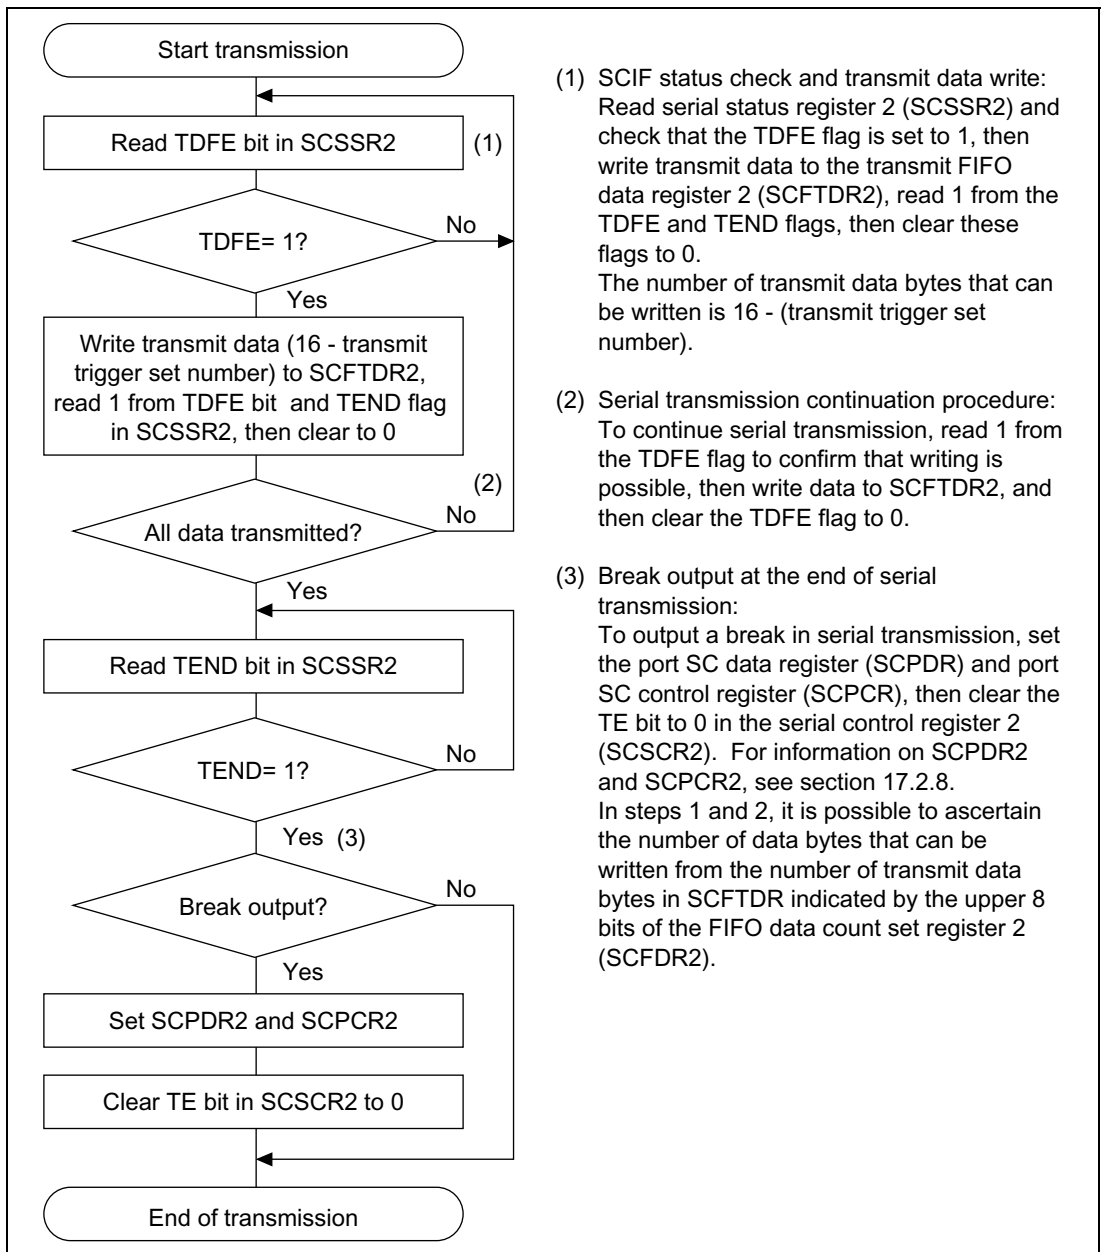 Start transmission
Read TDFE bit in SCSSR2
(1)
TDFE= 1?
No
Yes
Write transmit data (16 - transmit
trigger set number) to SCFTDR2,
read 1 from TDFE bit and TEND flag
in SCSSR2, then clear to 0
(2)
All data transmitted?
No
Yes
Read TEND bit in SCSSR2
TEND= 1?
No
Yes (3)
Break output?
No
Yes
Set SCPDR2 and SCPCR2
Clear TE bit in SCSCR2 to 0
End of transmission
(1) SCIF status check and transmit data write:
Read serial status register 2 (SCSSR2) and
check that the TDFE flag is set to 1, then
write transmit data to the transmit FIFO
data register 2 (SCFTDR2), read 1 from the
TDFE and TEND flags, then clear these
flags to 0.
The number of transmit data bytes that can
be written is 16 - (transmit trigger set
number).
(2) Serial transmission continuation procedure:
To continue serial transmission, read 1 from
the TDFE flag to confirm that writing is
possible, then write data to SCFTDR2, and
then clear the TDFE flag to 0.
(3) Break output at the end of serial
transmission:
To output a break in serial transmission, set
the port SC data register (SCPDR) and port
SC control register (SCPCR), then clear the
TE bit to 0 in the serial control register 2
(SCSCR2). For information on SCPDR2
and SCPCR2, see section 17.2.8.
In steps 1 and 2, it is possible to ascertain
the number of data bytes that can be
written from the number of transmit data
bytes in SCFTDR indicated by the upper 8
bits of the FIFO data count set register 2
(SCFDR2).